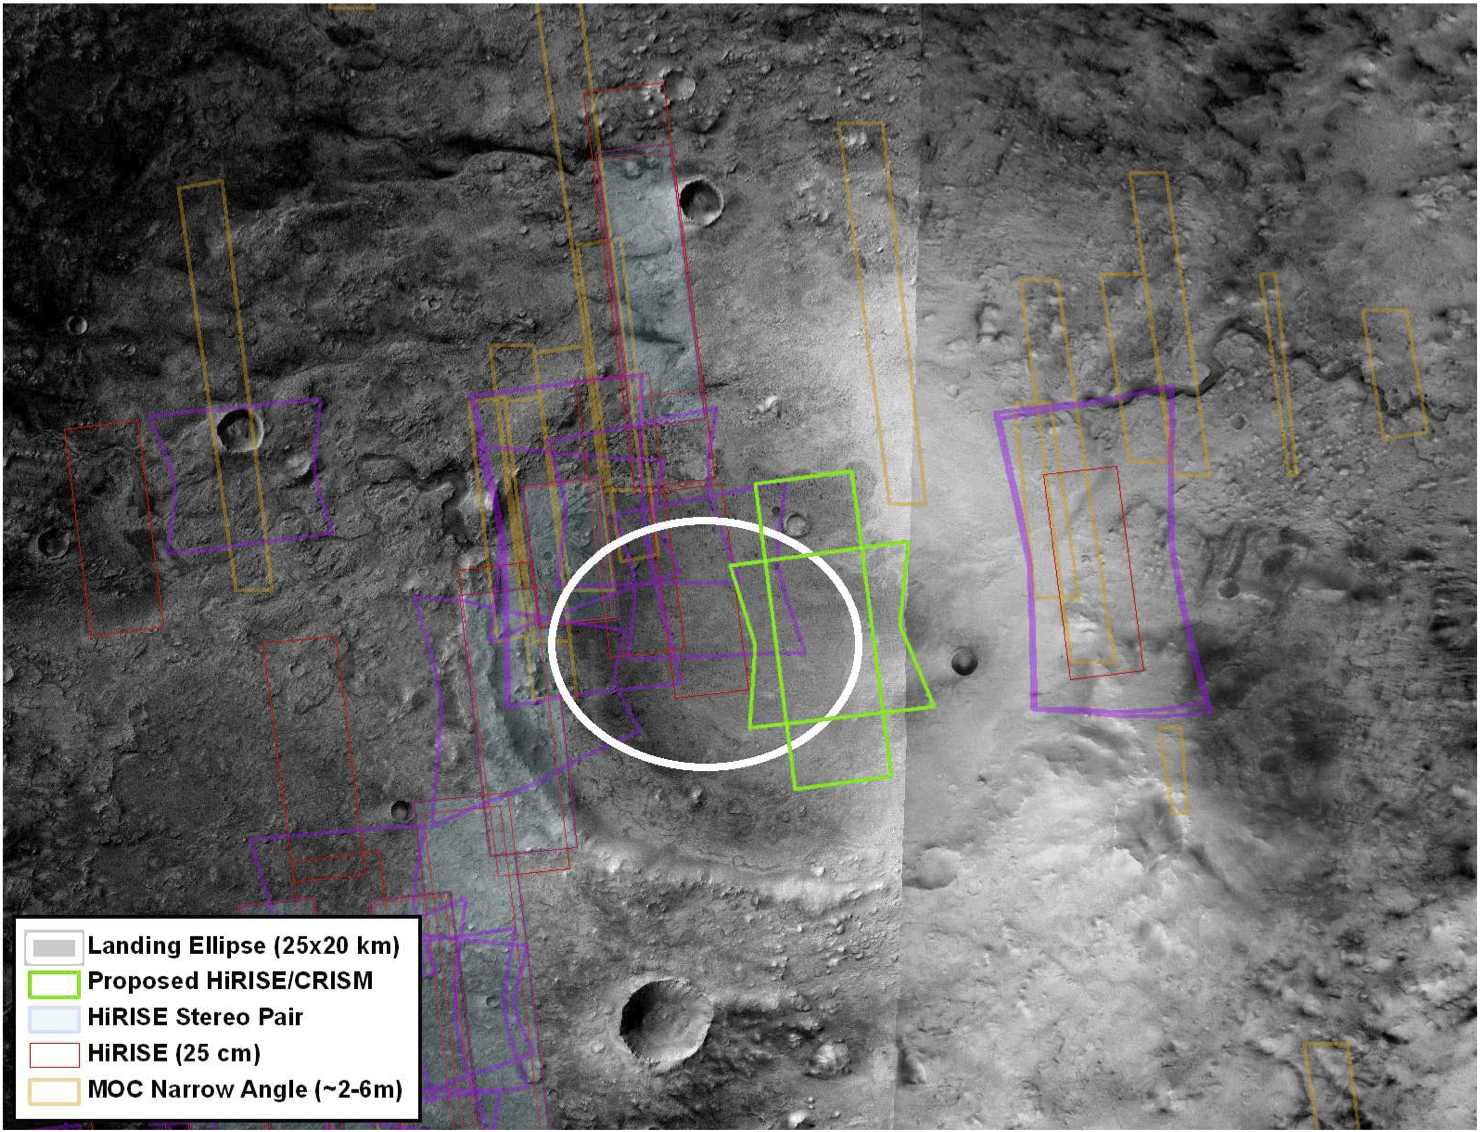 Landing Ellipse (25x20 km)
Proposed HiRISE/CRISM
HiRISE Stereo Pair
HiRISE (25 cm)
MOC Narrow Angle (~2-6m)